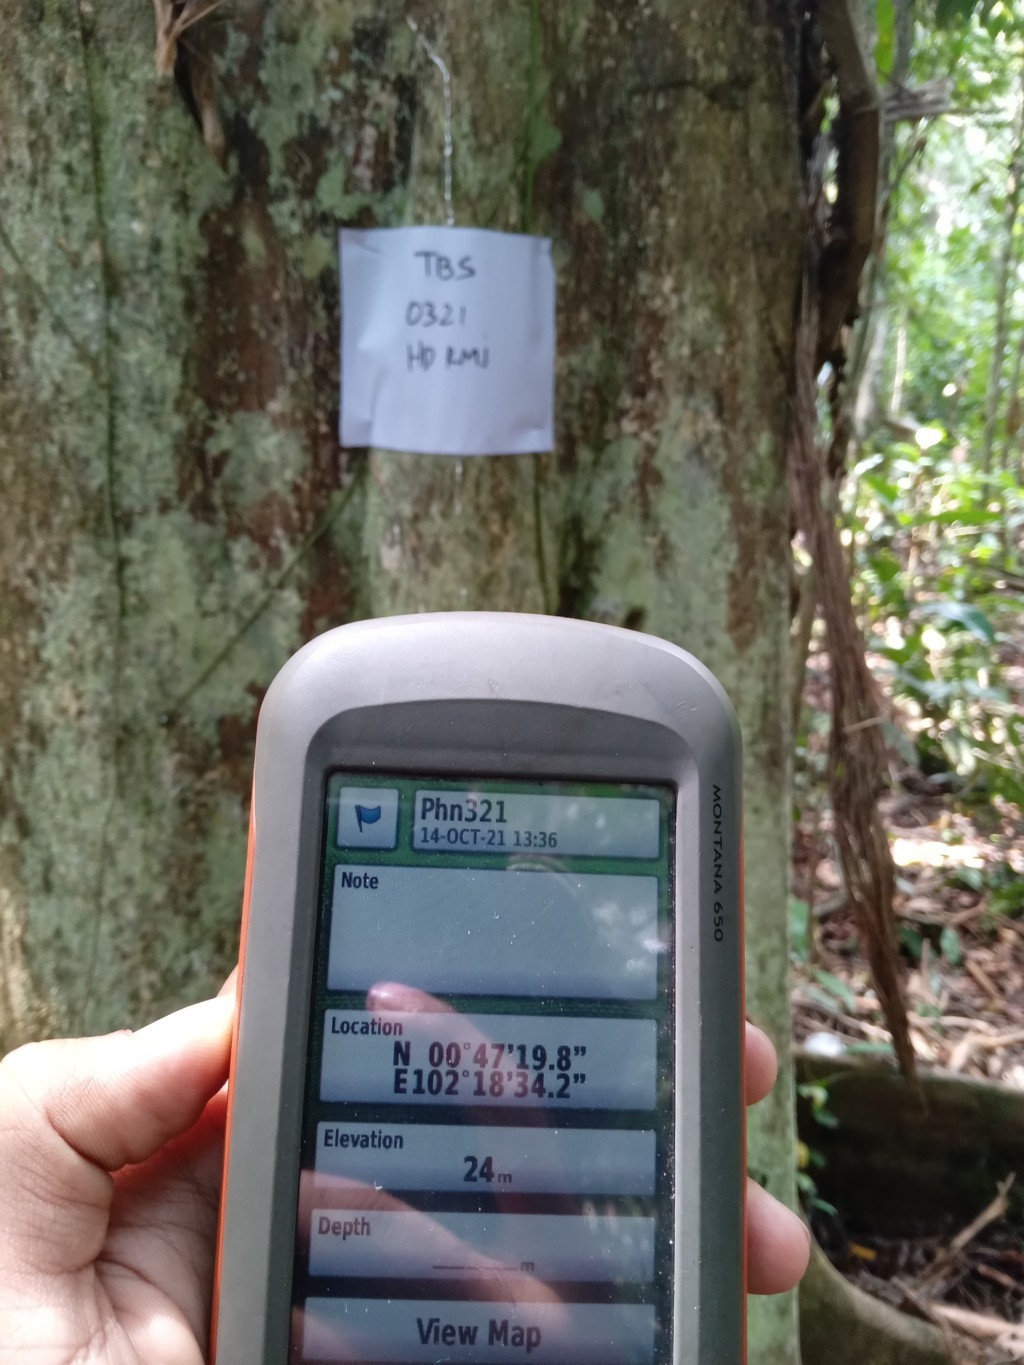 TBS
0321
HD RMI
MONTANA 650
Phn321
14-OCT-21 13:36
Note
Location
N 00°47'19.8"
E102°18'34.2"
Elevation
24m
Depth
_____m
View Map